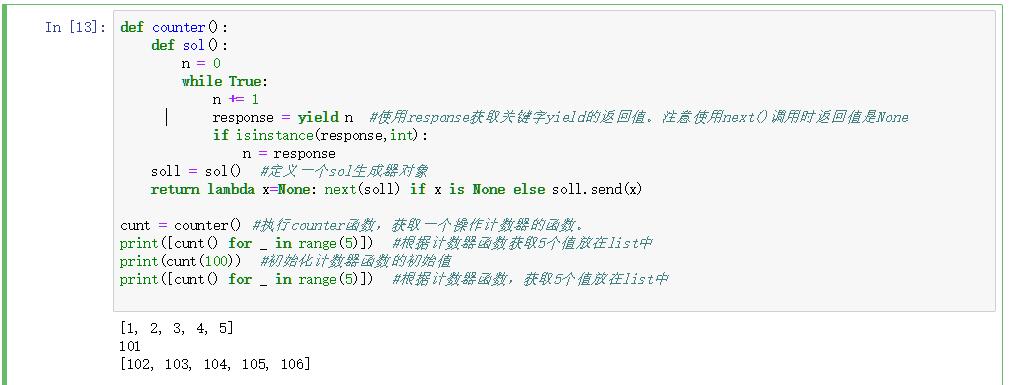 In [13]: def counter():
    def sol():
        n = 0
        while True:
            n += 1
            response = yield n  #使用response获取关键字yield的返回值。注意使用next()调用时返回值是None
            if isinstance(response,int):
                n = response
    soll = sol()  #定义一个sol生成器对象
    return lambda x=None: next(soll) if x is None else soll.send(x)
cunt = counter() #执行counter函数，获取一个操作计数器的函数。
print([cunt() for _ in range(5)])  #根据计数器函数获取5个值放在list中
print(cunt(100))  #初始化计数器函数的初始值
print([cunt() for _ in range(5)])  #根据计数器函数，获取5个值放在list中
[1, 2, 3, 4, 5]
101
[102, 103, 104, 105, 106]